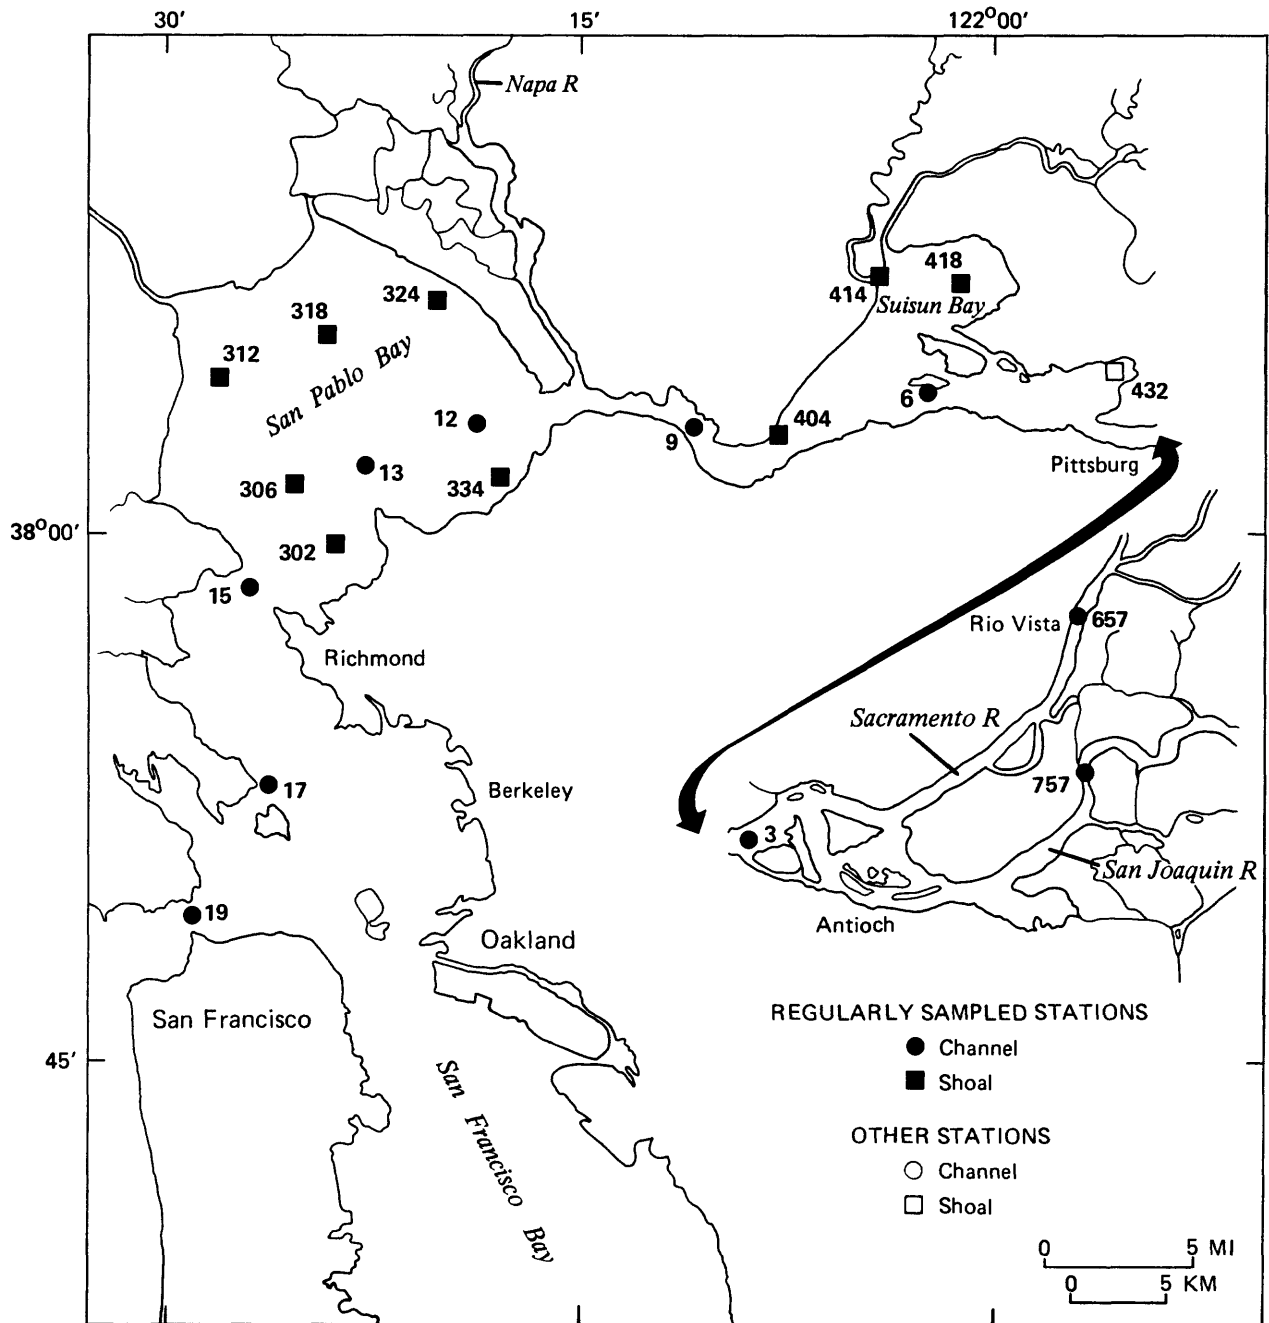 30′ 15′ 122°00′
Napa R
418
414
Suisun Bay
324
318
312
San Pablo Bay
432
6
404
12
9
Pittsburg
13
306
334
38°00′
302
15
Rio Vista
657
Richmond
Sacramento R
757
17
Berkeley
3
San Joaquin R
19
Antioch
Oakland
San Francisco
REGULARLY SAMPLED STATIONS
Channel
Shoal
45′
San Francisco Bay
OTHER STATIONS
Channel
Shoal
0 5 MI
0 5 KM